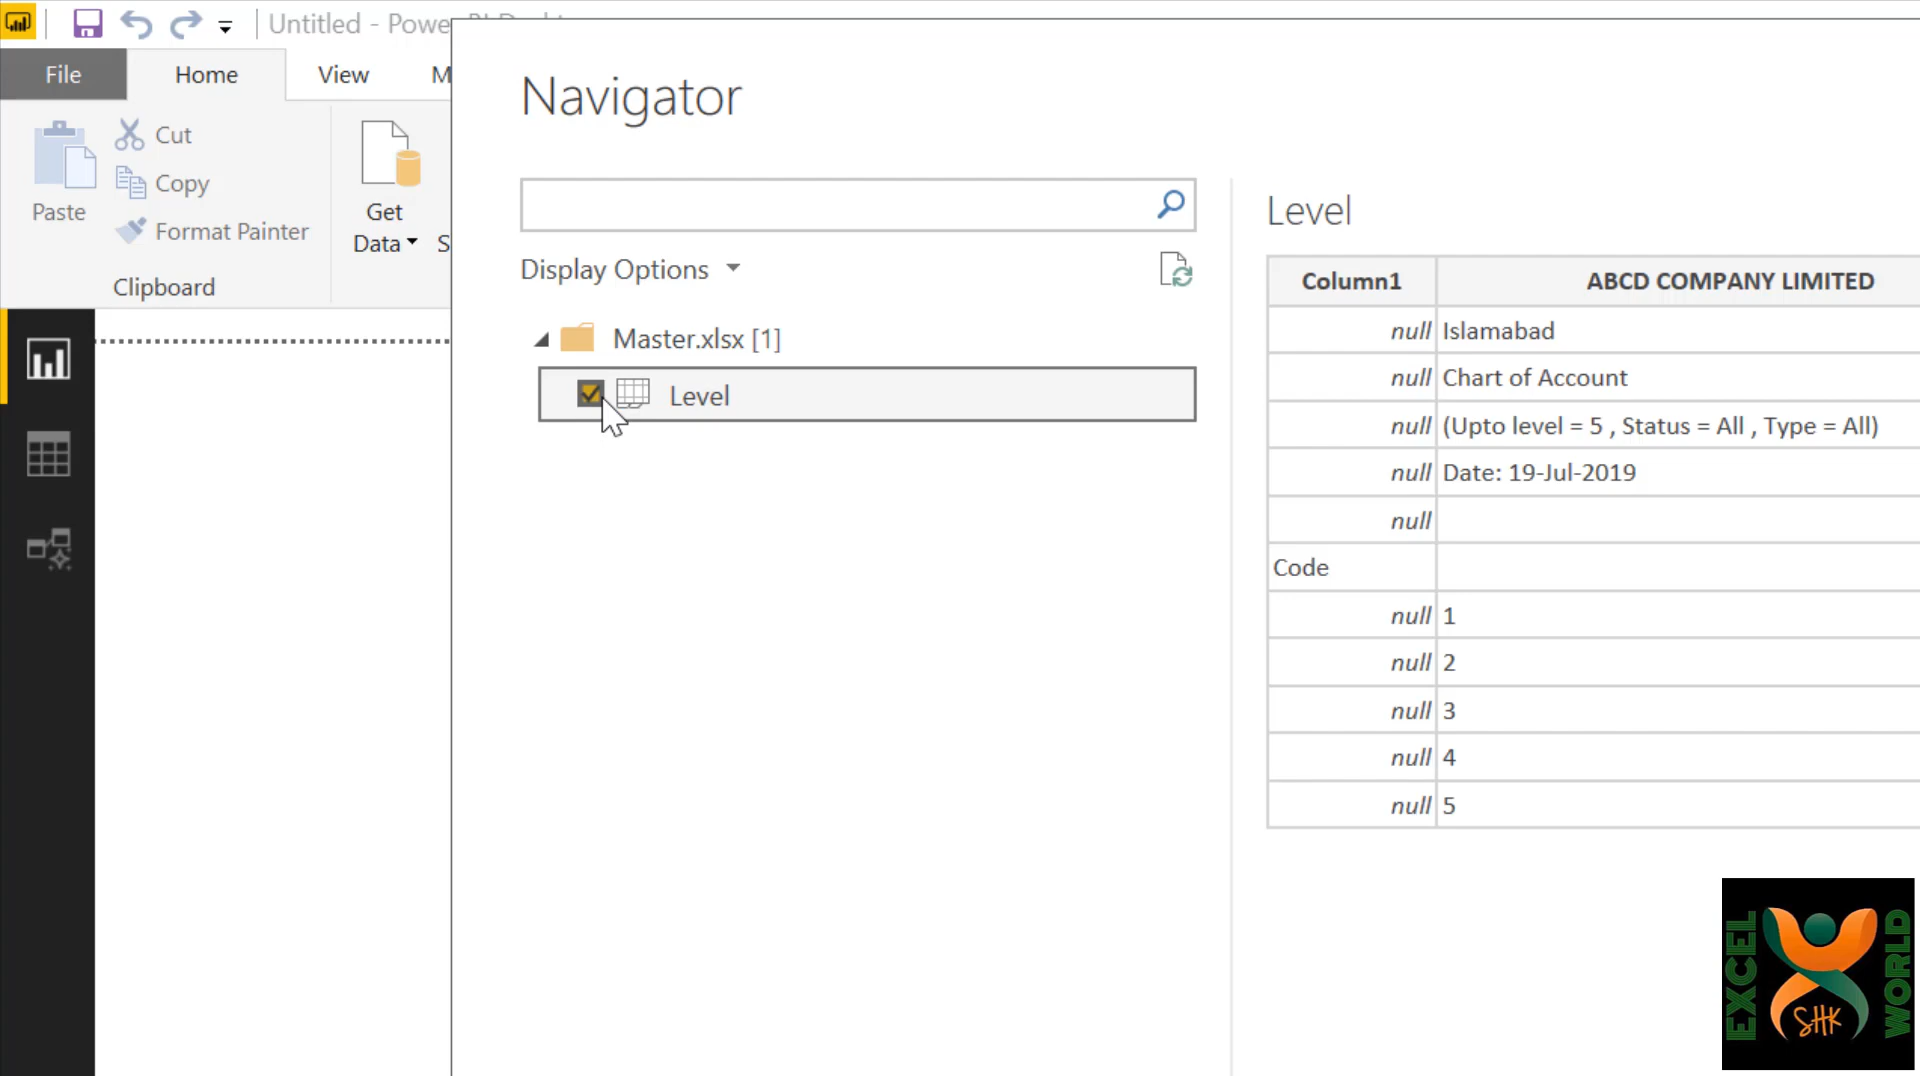 Untitled - Powe
File
Home
View
M
Paste
Cut
Copy
Format Painter
Clipboard
Get
Data
S
Navigator
Display Options
Master.xlsx [1]
Level
Level
Column1 ABCD COMPANY LIMITED
null Islamabad
null Chart of Account
null (Upto level = 5 , Status = All , Type = All)
null Date: 19-Jul-2019
null
Code
null 1
null 2
null 3
null 4
null 5
EXCEL
SHK
WORLD